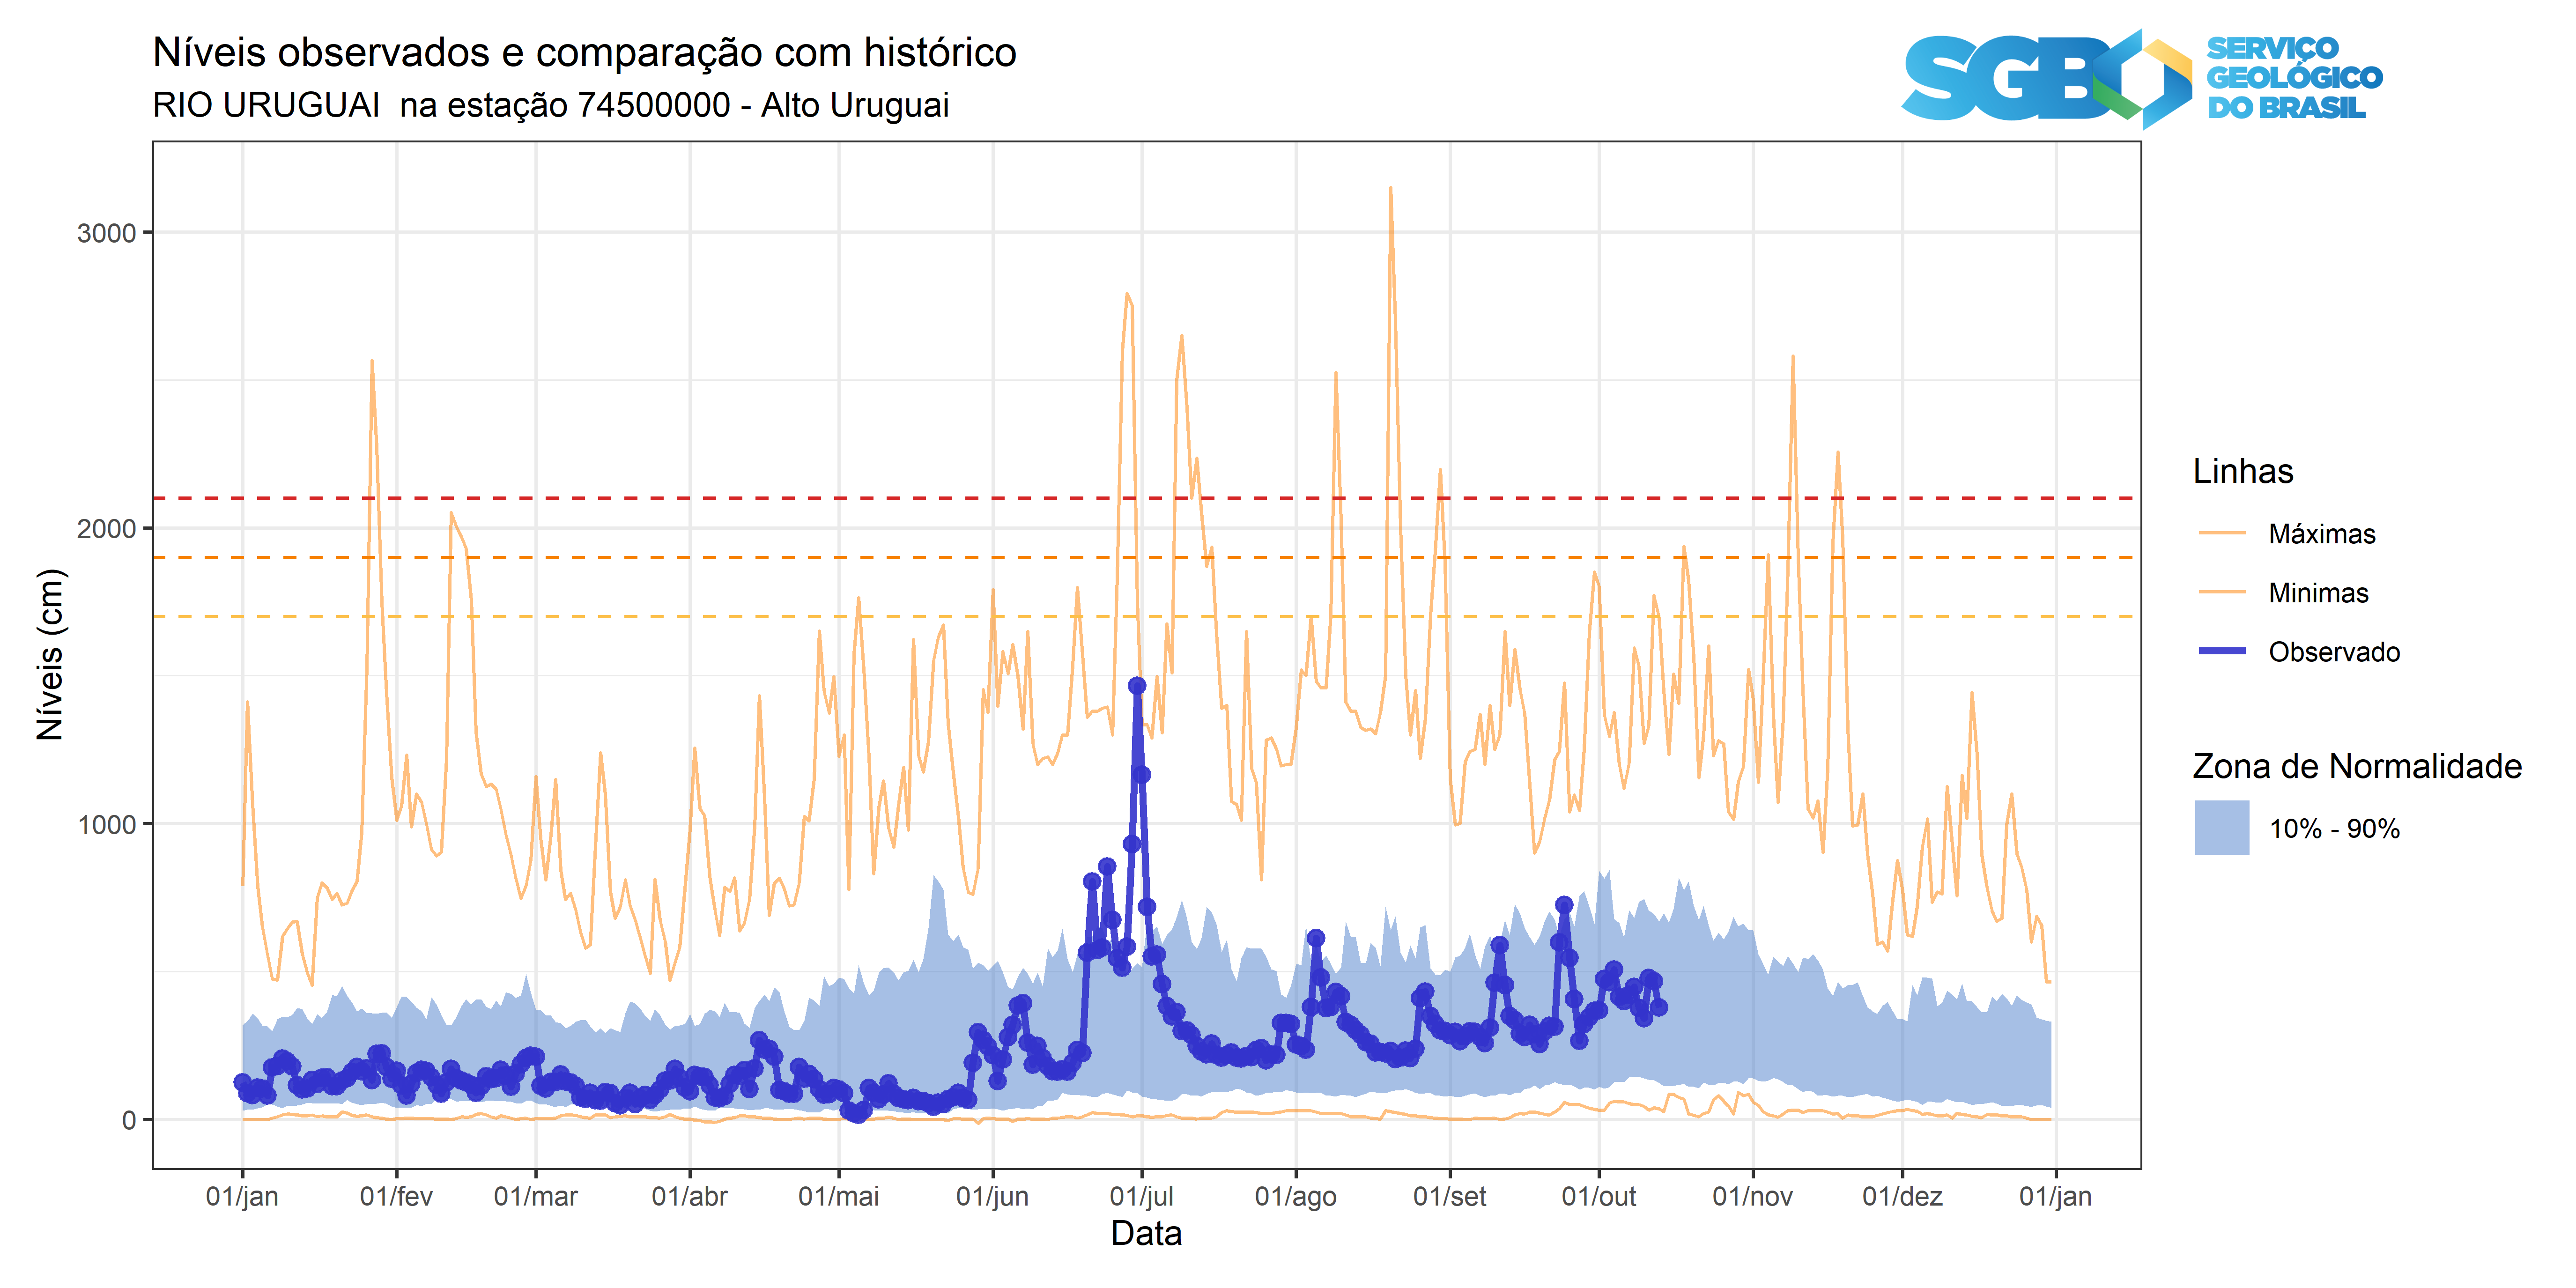 Níveis observados e comparação com histórico
RIO URUGUAI  na estação 74500000 - Alto Uruguai
SGB
SERVIÇO
GEOLÓGICO
DO BRASIL
Níveis (cm)
3000
2000
1000
0
01/jan
01/fev
01/mar
01/abr
01/mai
01/jun
01/jul
01/ago
01/set
01/out
01/nov
01/dez
01/jan
Data
Linhas
Máximas
Minimas
Observado
Zona de Normalidade
10% - 90%